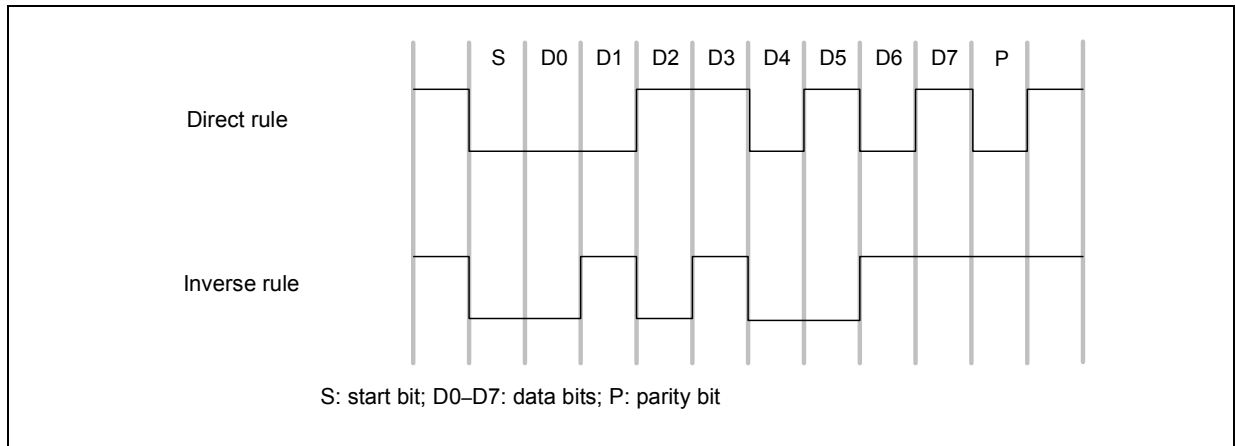 S D0 D1 D2 D3 D4 D5 D6 D7 P
Direct rule
Inverse rule
S: start bit; D0–D7: data bits; P: parity bit